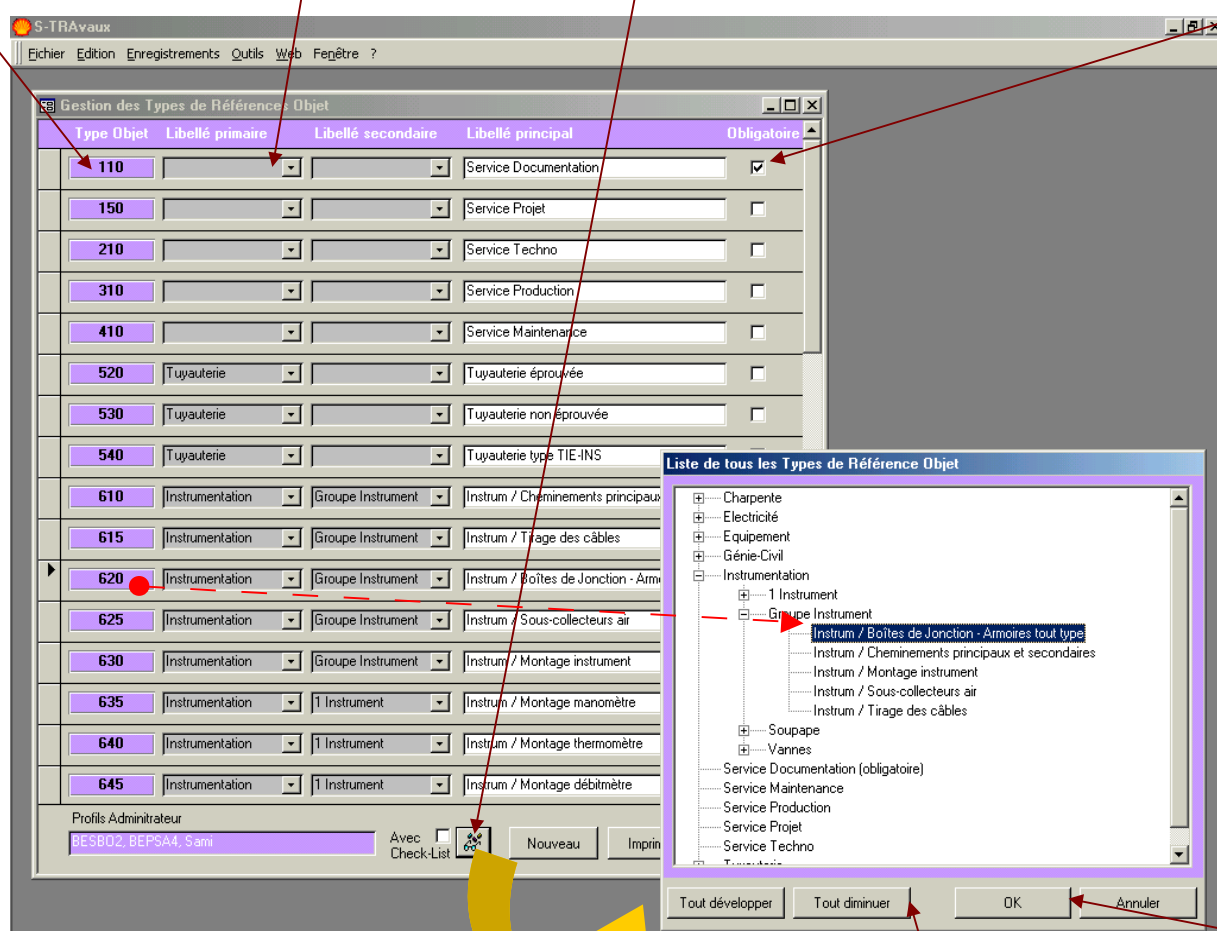 S-TRAvaux
Fichier Edition Enregistrements Outils Web Fenêtre ?
Gestion des Types de Références Objet
Type Objet Libellé primaire Libellé secondaire Libellé principal Obligatoire
110 Service Documentation
150 Service Projet
210 Service Techno
310 Service Production
410 Service Maintenance
520 Tuyauterie Tuyauterie éprouvée
530 Tuyauterie Tuyauterie non éprouvée
540 Tuyauterie Tuyauterie type TIE-INS
610 Instrumentation Groupe Instrument Instrum / Cheminements principaux
615 Instrumentation Groupe Instrument Instrum / Tirage des câbles
620 Instrumentation Groupe Instrument Instrum / Boîtes de Jonction - Arm
625 Instrumentation Groupe Instrument Instrum / Sous-collecteurs air
630 Instrumentation Groupe Instrument Instrum / Montage instrument
635 Instrumentation 1 Instrument Instrum / Montage manomètre
640 Instrumentation 1 Instrument Instrum / Montage thermomètre
645 Instrumentation 1 Instrument Instrum / Montage débitmètre
Profils Adminitrateur
BESBO2, BEPSA4, Sami
Avec
Check-List
Nouveau
Imprin
Liste de tous les Types de Référence Objet
Charpente
Electricité
Equipement
Génie-Civil
Instrumentation
1 Instrument
Groupe Instrument
Instrum / Boîtes de Jonction - Armoires tout type
Instrum / Cheminements principaux et secondaires
Instrum / Montage instrument
Instrum / Sous-collecteurs air
Instrum / Tirage des câbles
Soupape
Vannes
Service Documentation (obligatoire)
Service Maintenance
Service Production
Service Projet
Service Techno
Tuyauterie
Tout développer Tout diminuer OK Annuler